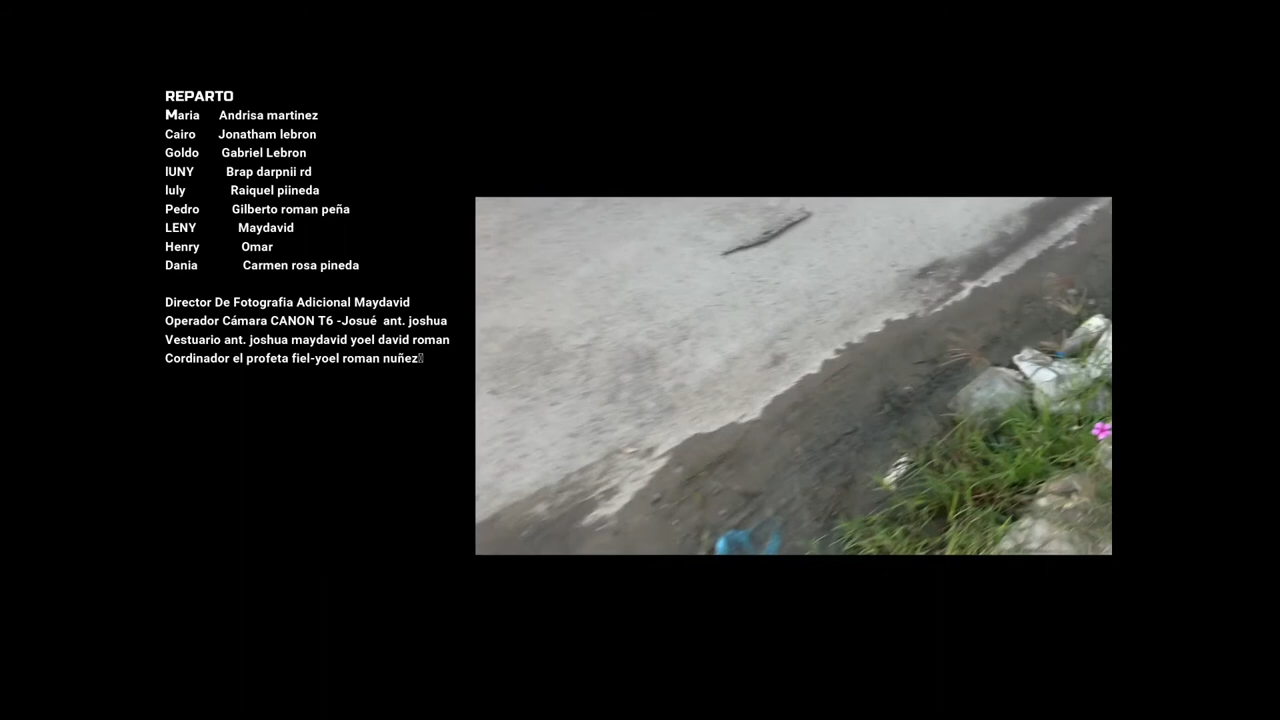 REPARTO
Maria Andrisa martinez
Cairo Jonatham lebron
Goldo Gabriel Lebron
lUNY Brap darpnii rd
luly Raiquel piineda
Pedro Gilberto roman peña
LENY Maydavid
Henry Omar
Dania Carmen rosa pineda
Director De Fotografia Adicional Maydavid
Operador Cámara CANON T6 -Josué ant. joshua
Vestuario ant. joshua maydavid yoel david roman
Cordinador el profeta fiel-yoel roman nuñez